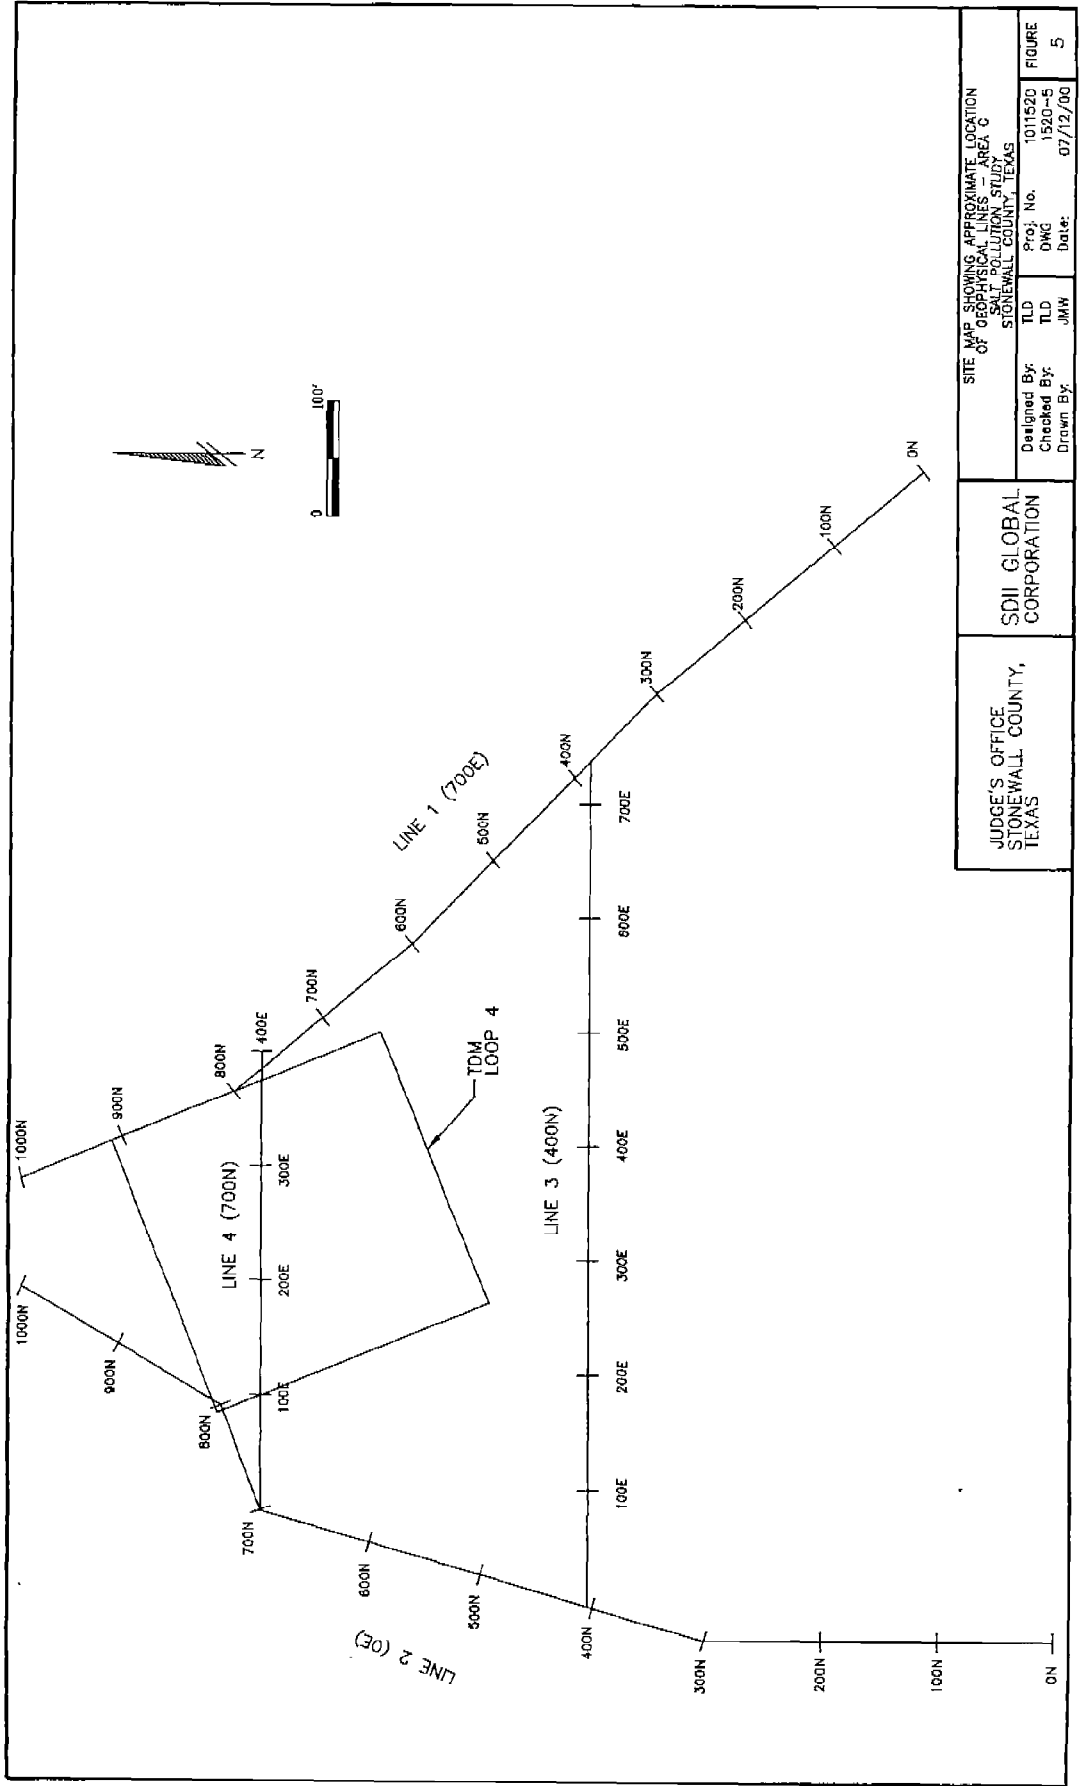 1000N
900N
800N
700N
600N
500N
400N
300N
200N
100N
0N
LINE 2 (0E)
1000N
900N
800N
700N
600N
500N
400N
300N
200N
100N
0N
LINE 1 (700E)
LINE 4 (700N)
100E
200E
300E
400E
TDM
LOOP 4
LINE 3 (400N)
100E
200E
300E
400E
500E
600E
700E
N
0
100'
JUDGE'S OFFICE
STONEWALL COUNTY,
TEXAS
SDII GLOBAL
CORPORATION
SITE MAP SHOWING APPROXIMATE LOCATION
OF GEOPHYSICAL LINES - AREA C
SALT POLLUTION STUDY
STONEWALL COUNTY, TEXAS
Designed By: TLD
Checked By: TLD
Drawn By: JMW
Proj. No. 1011520
DWG 1520-5
Date: 07/12/00
FIGURE
5